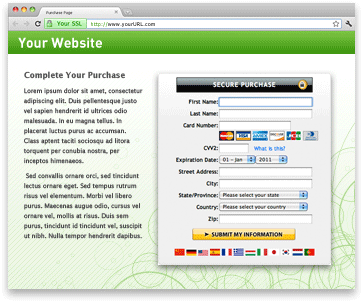 Purchase Page
Your SSL
http://www.yourURL.com
Your Website
Complete Your Purchase
Lorem ipsum dolor sit amet, consectetur
adipiscing elit. Duis pellentesque justo
vel sapien hendrerit id ultrices odio
malesuada. In eu magna tellus. In
placerat luctus purus ac accumsan.
Class aptent taciti sociosqu ad litora
torquent per conubia nostra, per
inceptos himenaeos.
Sed convallis ornare orci, sed tincidunt
lectus ornare eget. Sed tempus rutrum
risus vel elementum. Morbi vel libero
purus. Maecenas augue odio, cursus vel
ornare vel, mollis at risus. Duis sem
purus, tincidunt id tincidunt vel, suscipit
ut nibh. Nulla tempor hendrerit dapibus.
SECURE PURCHASE
First Name:
Last Name:
Card Number:
CVV2: What is this?
Expiration Date: 01 - Jan 2011
Street Address:
City:
State/Province: Please select your state
Country: Please select your country
Zip:
SUBMIT MY INFORMATION